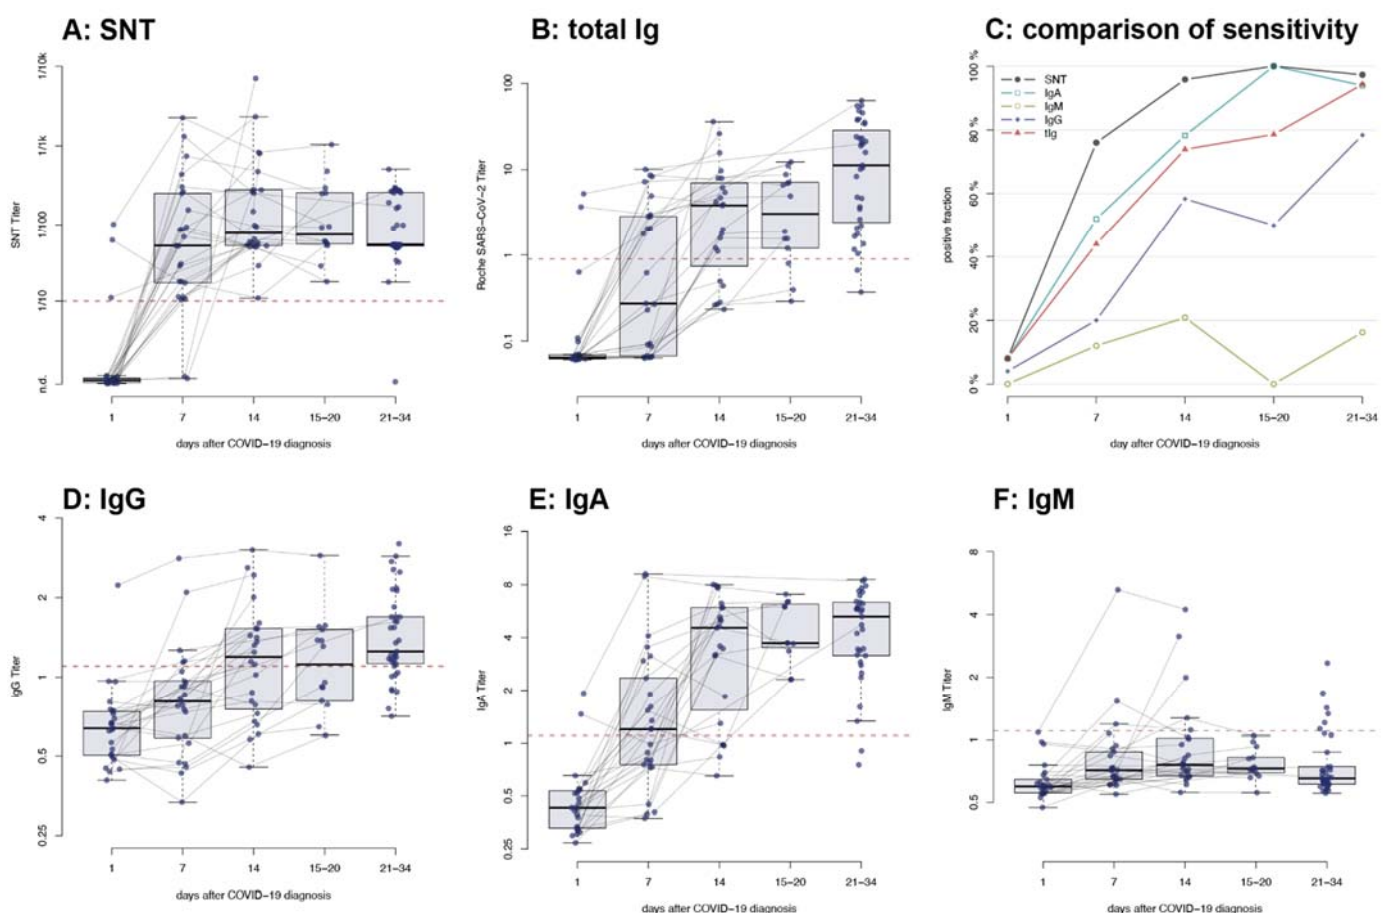 A: SNT
B: total Ig
C: comparison of sensitivity
SNT Titer
1/10k
1/1k
1/100
1/10
n.d.
1 7 14 15–20 21–34
days after COVID–19 diagnosis
Roche SARS–CoV–2 Titer
100
10
1
0.1
1 7 14 15–20 21–34
days after COVID–19 diagnosis
positive fraction
100 %
80 %
60 %
40 %
20 %
0 %
SNT
IgA
IgM
IgG
tIg
1 7 14 15–20 21–34
day after COVID–19 diagnosis
D: IgG
E: IgA
F: IgM
IgG Titer
4
2
1
0.5
0.25
1 7 14 15–20 21–34
days after COVID–19 diagnosis
IgA Titer
16
8
4
2
1
0.5
0.25
1 7 14 15–20 21–34
days after COVID–19 diagnosis
IgM Titer
8
4
2
1
0.5
1 7 14 15–20 21–34
days after COVID–19 diagnosis